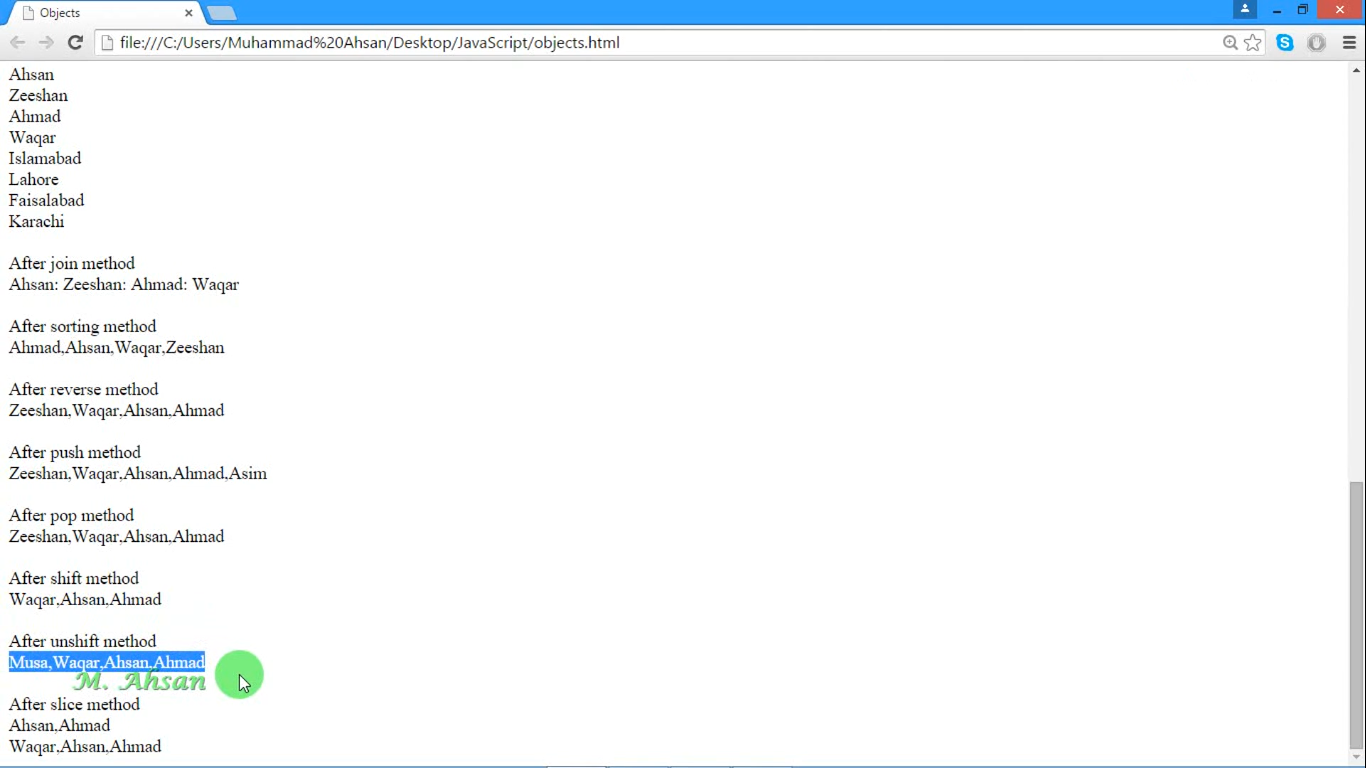 Objects
file:///C:/Users/Muhammad%20Ahsan/Desktop/JavaScript/objects.html
Ahsan
Zeeshan
Ahmad
Waqar
Islamabad
Lahore
Faisalabad
Karachi
After join method
Ahsan: Zeeshan: Ahmad: Waqar
After sorting method
Ahmad,Ahsan,Waqar,Zeeshan
After reverse method
Zeeshan,Waqar,Ahsan,Ahmad
After push method
Zeeshan,Waqar,Ahsan,Ahmad,Asim
After pop method
Zeeshan,Waqar,Ahsan,Ahmad
After shift method
Waqar,Ahsan,Ahmad
After unshift method
Musa,Waqar,Ahsan,Ahmad
M. Ahsan
After slice method
Ahsan,Ahmad
Waqar,Ahsan,Ahmad